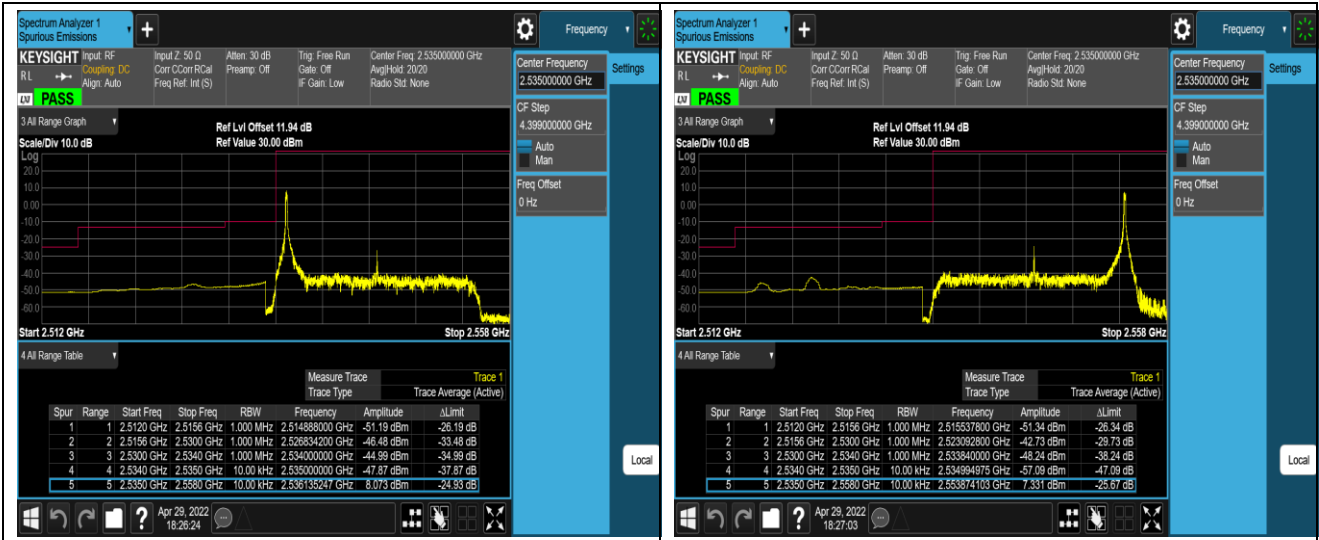 Spectrum Analyzer 1
Spurious Emissions
+
Frequency
KEYSIGHT Input: RF Input Z: 50 Ω Atten: 30 dB Trig: Free Run Center Freq: 2.535000000 GHz
RL Coupling: DC Corr CCorr RCal Preamp: Off Gate: Off Avg|Hold: 20/20
Align: Auto Freq Ref: Int (S) IF Gain: Low Radio Std: None
LXI PASS
Center Frequency
2.535000000 GHz
Settings
CF Step
4.399000000 GHz
Auto
Man
Freq Offset
0 Hz
3 All Range Graph
Ref Lvl Offset 11.94 dB
Scale/Div 10.0 dB Ref Value 30.00 dBm
Log
20.0
10.0
0.00
-10.0
-20.0
-30.0
-40.0
-50.0
-60.0
Start 2.512 GHz Stop 2.558 GHz
4 All Range Table
Measure Trace Trace 1
Trace Type Trace Average (Active)
Spur Range Start Freq Stop Freq RBW Frequency Amplitude ΔLimit
1 1 2.5120 GHz 2.5156 GHz 1.000 MHz 2.514888000 GHz -51.19 dBm -26.19 dB
2 2 2.5156 GHz 2.5300 GHz 1.000 MHz 2.526834200 GHz -46.48 dBm -33.48 dB
3 3 2.5300 GHz 2.5340 GHz 1.000 MHz 2.534000000 GHz -44.99 dBm -34.99 dB
4 4 2.5340 GHz 2.5350 GHz 10.00 kHz 2.535000000 GHz -47.87 dBm -37.87 dB
5 5 2.5350 GHz 2.5580 GHz 10.00 kHz 2.536135247 GHz 8.073 dBm -24.93 dB
Local
? Apr 29, 2022
18:26:24
Spectrum Analyzer 1
Spurious Emissions
+
Frequency
KEYSIGHT Input: RF Input Z: 50 Ω Atten: 30 dB Trig: Free Run Center Freq: 2.535000000 GHz
RL Coupling: DC Corr CCorr RCal Preamp: Off Gate: Off Avg|Hold: 20/20
Align: Auto Freq Ref: Int (S) IF Gain: Low Radio Std: None
LXI PASS
Center Frequency
2.535000000 GHz
Settings
CF Step
4.399000000 GHz
Auto
Man
Freq Offset
0 Hz
3 All Range Graph
Ref Lvl Offset 11.94 dB
Scale/Div 10.0 dB Ref Value 30.00 dBm
Log
20.0
10.0
0.00
-10.0
-20.0
-30.0
-40.0
-50.0
-60.0
Start 2.512 GHz Stop 2.558 GHz
4 All Range Table
Measure Trace Trace 1
Trace Type Trace Average (Active)
Spur Range Start Freq Stop Freq RBW Frequency Amplitude ΔLimit
1 1 2.5120 GHz 2.5156 GHz 1.000 MHz 2.515537800 GHz -51.34 dBm -26.34 dB
2 2 2.5156 GHz 2.5300 GHz 1.000 MHz 2.523092800 GHz -42.73 dBm -29.73 dB
3 3 2.5300 GHz 2.5340 GHz 1.000 MHz 2.533840000 GHz -48.24 dBm -38.24 dB
4 4 2.5340 GHz 2.5350 GHz 10.00 kHz 2.534994975 GHz -57.09 dBm -47.09 dB
5 5 2.5350 GHz 2.5580 GHz 10.00 kHz 2.553874103 GHz 7.331 dBm -25.67 dB
Local
? Apr 29, 2022
18:27:03